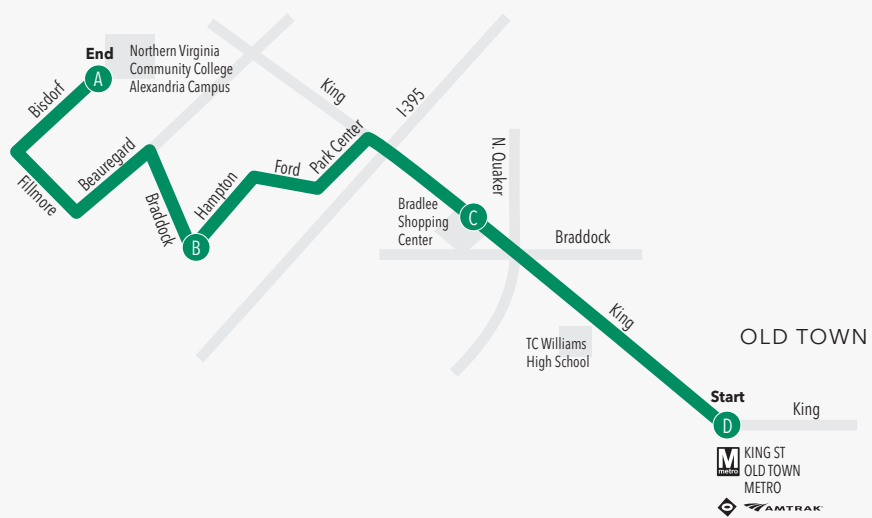 End
A
Northern Virginia
Community College
Alexandria Campus
Bisdorf
King
I-395
Park Center
Beauregard
Ford
N. Quaker
Fillmore
Braddock
Hampton
B
Bradlee
Shopping
Center
C
Braddock
King
TC Williams
High School
OLD TOWN
Start
D
King
M
metro
KING ST
OLD TOWN
METRO
AMTRAK